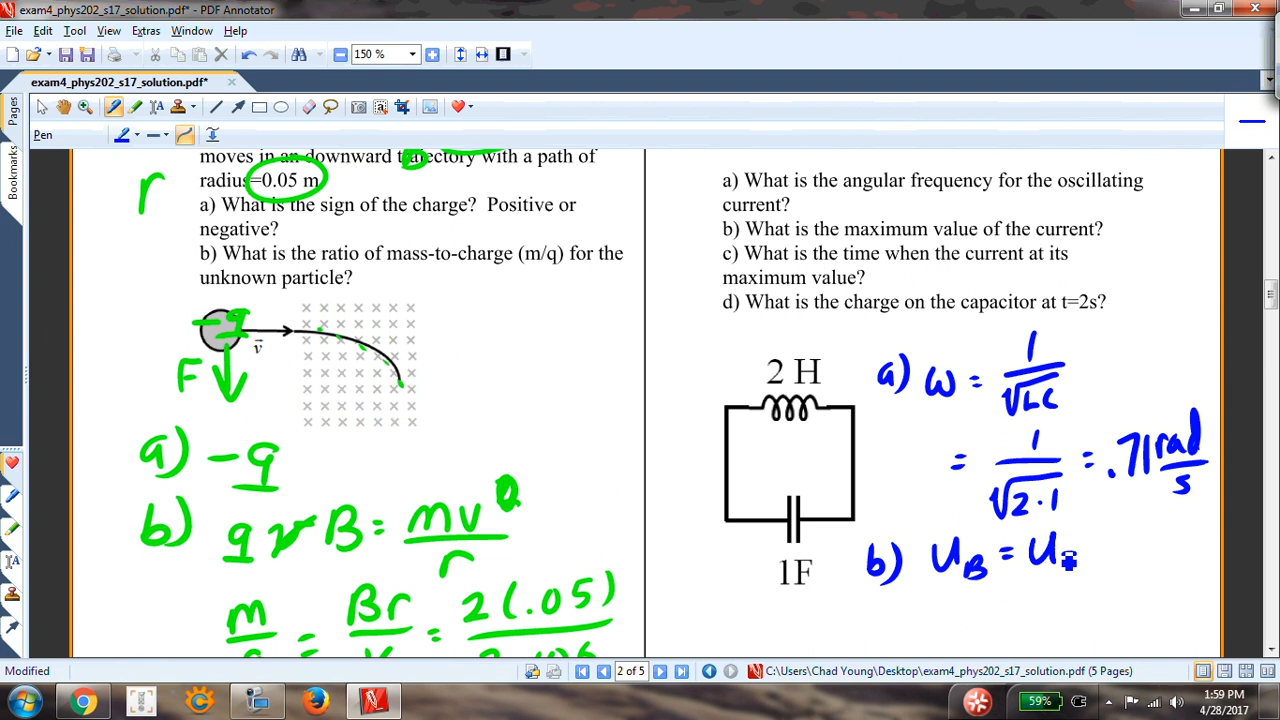 exam4_phys202_s17_solution.pdf* - PDF Annotator
File Edit Tool View Extras Window Help
150 %
exam4_phys202_s17_solution.pdf*
Pen
Pages
Bookmarks
moves in an downward trajectory with a path of
radius=0.05 m
r
a) What is the sign of the charge? Positive or
negative?
b) What is the ratio of mass-to-charge (m/q) for the
unknown particle?
-q
v
F
a) -q
b) q v B = mv²
r
m = Br = 2(.05)
a) What is the angular frequency for the oscillating
current?
b) What is the maximum value of the current?
c) What is the time when the current at its
maximum value?
d) What is the charge on the capacitor at t=2s?
2 H
1F
a) ω = 1/√LC
= 1/√2·1 = .71 rad/s
b) U_B = U
Modified
2 of 5
C:\Users\Chad Young\Desktop\exam4_phys202_s17_solution.pdf (5 Pages)
59%
1:59 PM
4/28/2017